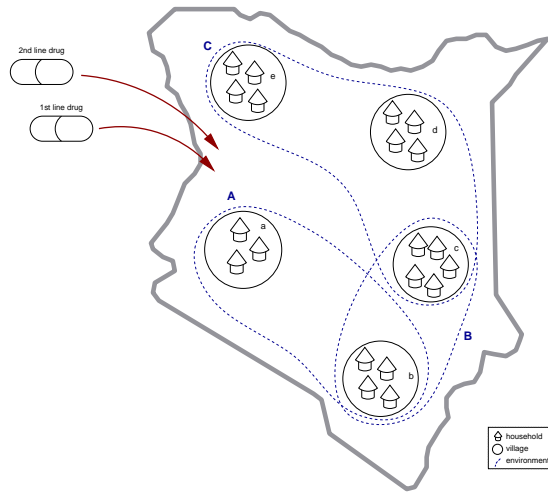 2nd line drug
1st line drug
C
e
d
A
a
c
B
b
household
village
environment